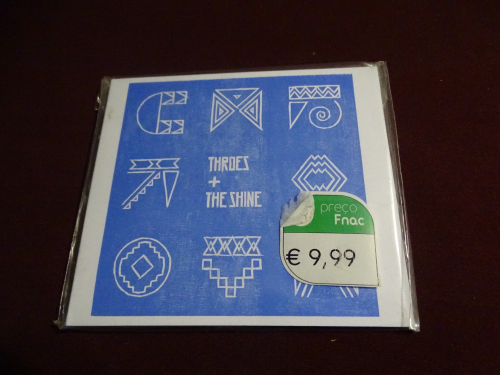 THROES
+
THE SHINE
preço
Fnac
€ 9,99